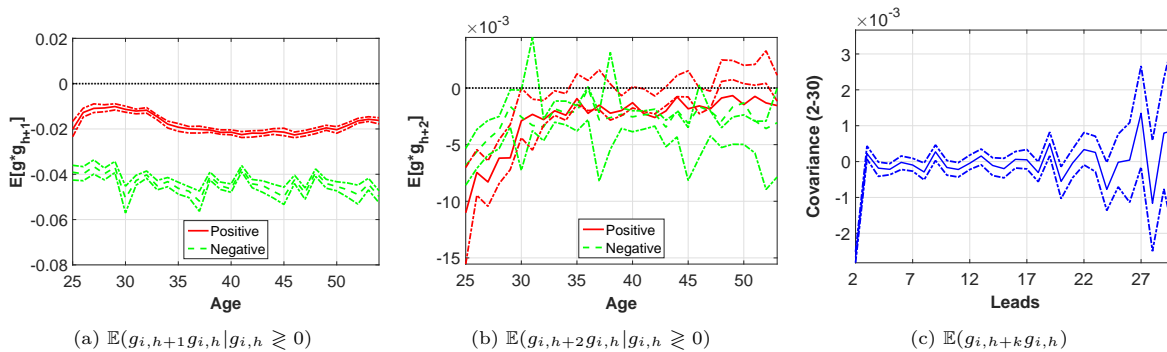 0.02
0
-0.02
-0.04
-0.06
-0.08
E[g*g_{h+1}]
Positive
Negative
25 30 35 40 45 50
Age
(a) 𝔼(g_{i,h+1}g_{i,h}|g_{i,h} ≷ 0)
×10^{-3}
0
-5
-10
-15
E[g*g_{h+2}]
Positive
Negative
25 30 35 40 45 50
Age
(b) 𝔼(g_{i,h+2}g_{i,h}|g_{i,h} ≷ 0)
×10^{-3}
3
2
1
0
-1
-2
Covariance (2-30)
2 7 12 17 22 27
Leads
(c) 𝔼(g_{i,h+k}g_{i,h})